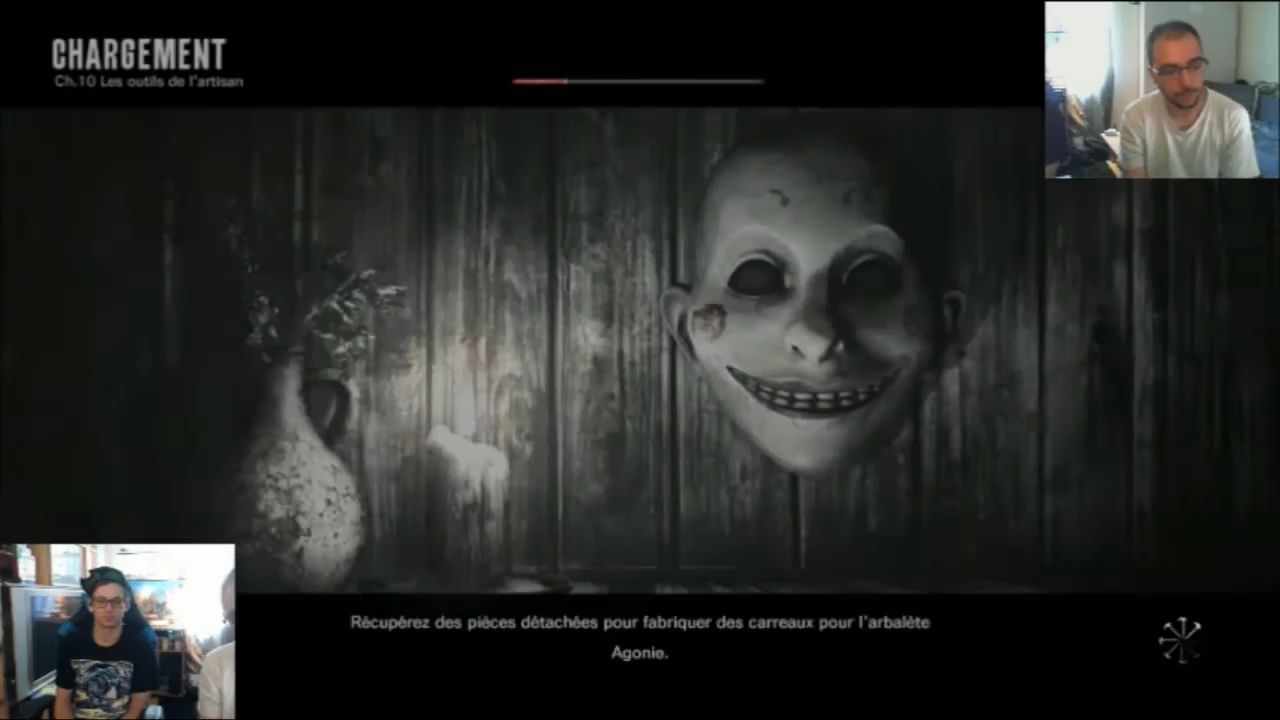 CHARGEMENT
Ch.10 Les outils de l'artisan
Récupérez des pièces détachées pour fabriquer des carreaux pour l'arbalète
Agonie.